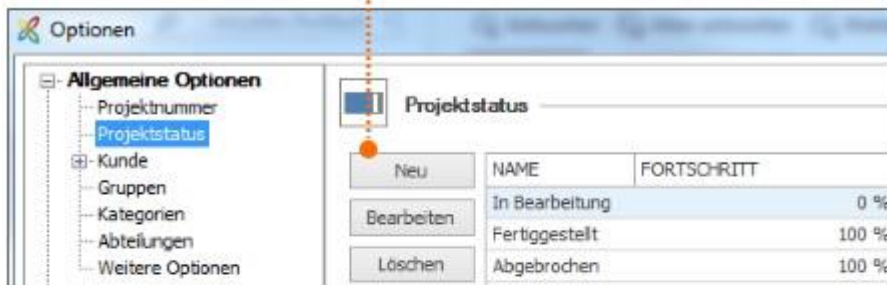 Optionen
Allgemeine Optionen
Projektnummer
Projektstatus
Kunde
Gruppen
Kategorien
Abteilungen
Weitere Optionen
Projektstatus
Neu
Bearbeiten
Löschen
NAME FORTSCHRITT
In Bearbeitung 0 %
Fertiggestellt 100 %
Abgebrochen 100 %